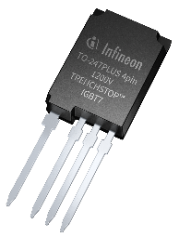 infineon
TO-247PLUS 4pin
1200V
TRENCHSTOP™
IGBT7